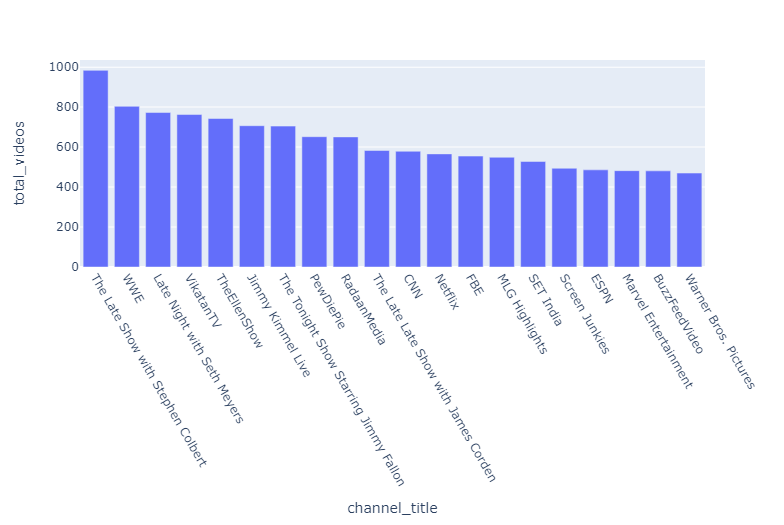 total_videos
1000
800
600
400
200
0
The Late Show with Stephen Colbert
WWE
Late Night with Seth Meyers
VikatanTV
TheEllenShow
Jimmy Kimmel Live
The Tonight Show Starring Jimmy Fallon
PewDiePie
RadaanMedia
The Late Late Show with James Corden
CNN
Netflix
FBE
MLG Highlights
SET India
Screen Junkies
ESPN
Marvel Entertainment
BuzzFeedVideo
Warner Bros. Pictures
channel_title